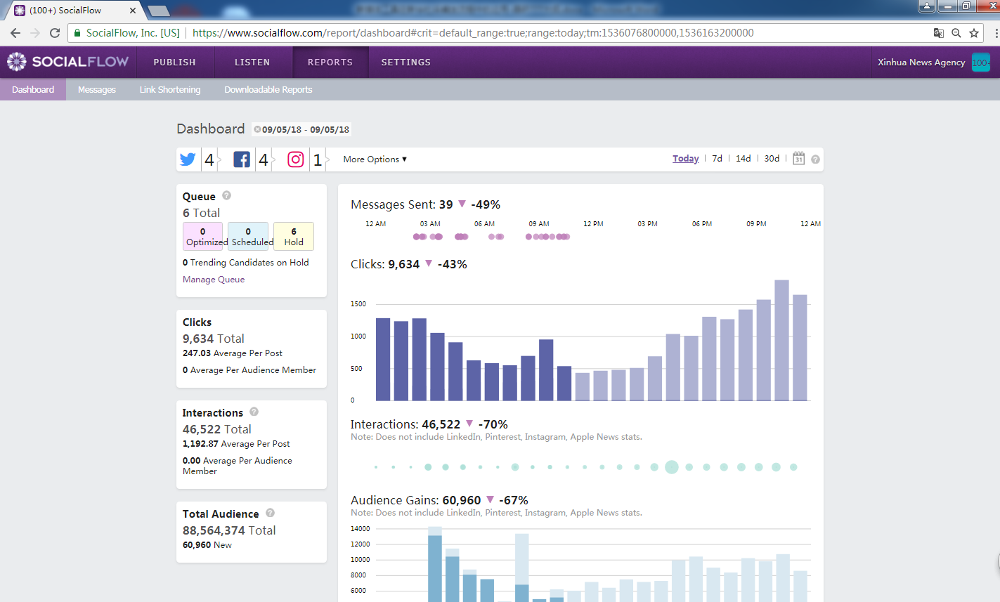 (100+) SocialFlow
SocialFlow, Inc. [US] https://www.socialflow.com/report/dashboard#crit=default_range:true;range:today;tm:1536076800000,1536163200000
SOCIALFLOW PUBLISH LISTEN REPORTS SETTINGS Xinhua News Agency 100+
Dashboard Messages Link Shortening Downloadable Reports
Dashboard 09/05/18 - 09/05/18
4 4 1 More Options ▾ Today 7d 14d 30d 31 ?
Queue ?
6 Total
0 Optimized 0 Scheduled 6 Hold
0 Trending Candidates on Hold
Manage Queue
Clicks
9,634 Total
247.03 Average Per Post
0 Average Per Audience Member
Interactions ?
46,522 Total
1,192.87 Average Per Post
0.00 Average Per Audience
Member
Total Audience ?
88,564,374 Total
60,960 New
Messages Sent: 39 ▼ -49%
12 AM 03 AM 06 AM 09 AM 12 PM 03 PM 06 PM 09 PM 12 AM
Clicks: 9,634 ▼ -43%
1500
1000
500
0
Interactions: 46,522 ▼ -70%
Note: Does not include LinkedIn, Pinterest, Instagram, Apple News stats.
Audience Gains: 60,960 ▼ -67%
Note: Does not include LinkedIn, Pinterest, Instagram, Apple News stats.
14000
12000
10000
8000
6000